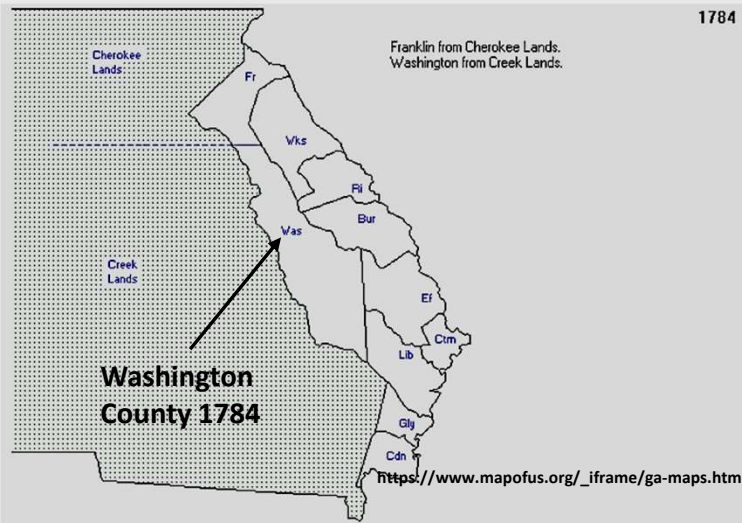 1784
Franklin from Cherokee Lands.
Washington from Creek Lands.
Cherokee
Lands
Fr
Wks
Ri
Bur
Was
Creek
Lands
Ef
Ctm
Lib
Washington
County 1784
Gly
Cdn
https://www.mapofus.org/_iframe/ga-maps.htm